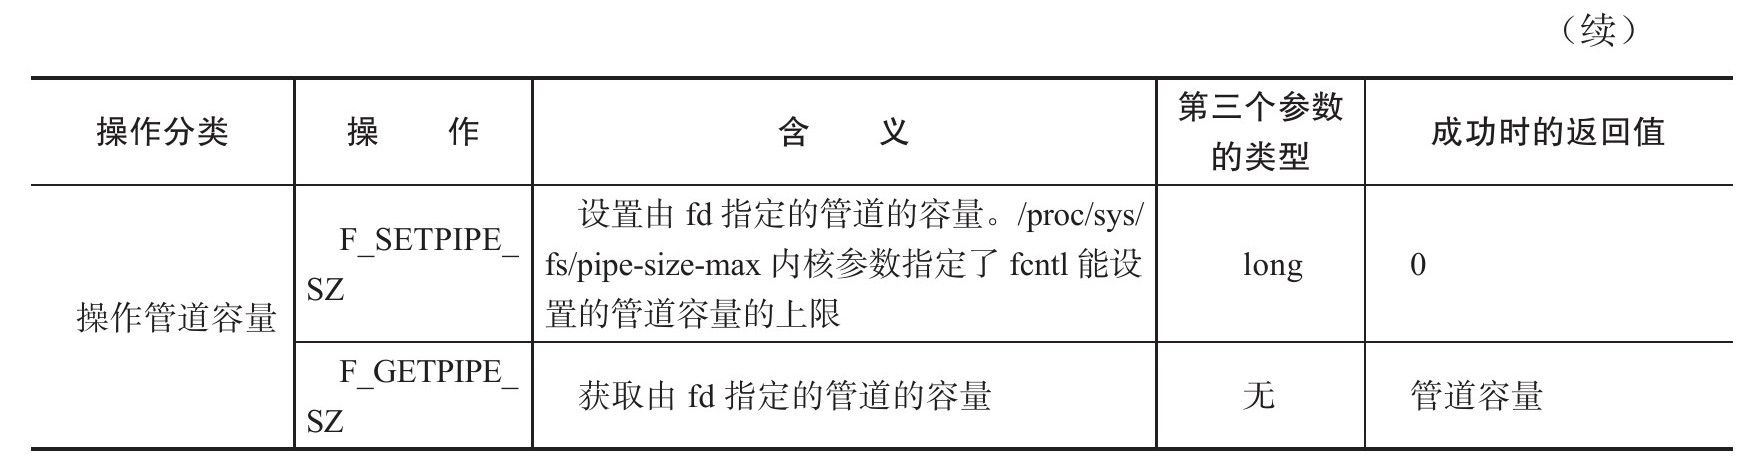 （续）
操作分类 操 作 含 义 第三个参数的类型 成功时的返回值
操作管道容量
F_SETPIPE_
SZ
设置由 fd 指定的管道的容量。/proc/sys/
fs/pipe-size-max 内核参数指定了 fcntl 能设
置的管道容量的上限
long
0
F_GETPIPE_
SZ
获取由 fd 指定的管道的容量
无
管道容量